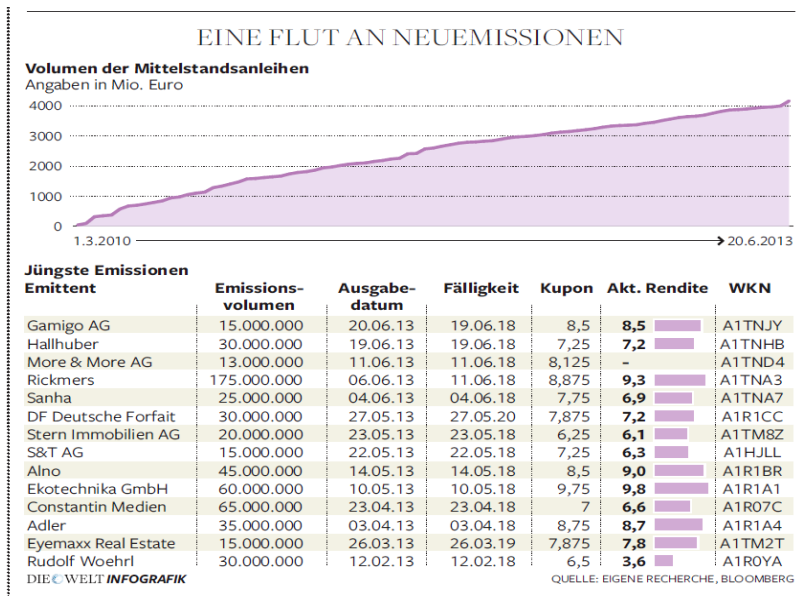 EINE FLUT AN NEUEMISSIONEN
Volumen der Mittelstandsanleihen
Angaben in Mio. Euro
4000
3000
2000
1000
0
1.3.2010 20.6.2013
Jüngste Emissionen
Emittent Emissions- Ausgabe- Fälligkeit Kupon Akt. Rendite WKN
volumen datum
Gamigo AG 15.000.000 20.06.13 19.06.18 8,5 8,5 A1TNJY
Hallhuber 30.000.000 19.06.13 19.06.18 7,25 7,2 A1TNHB
More & More AG 13.000.000 11.06.13 11.06.18 8,125 – A1TND4
Rickmers 175.000.000 06.06.13 11.06.18 8,875 9,3 A1TNA3
Sanha 25.000.000 04.06.13 04.06.18 7,75 6,9 A1TNA7
DF Deutsche Forfait 30.000.000 27.05.13 27.05.20 7,875 7,2 A1R1CC
Stern Immobilien AG 20.000.000 23.05.13 23.05.18 6,25 6,1 A1TM8Z
S&T AG 15.000.000 22.05.13 22.05.18 7,25 6,3 A1HJLL
Alno 45.000.000 14.05.13 14.05.18 8,5 9,0 A1R1BR
Ekotechnika GmbH 60.000.000 10.05.13 10.05.18 9,75 9,8 A1R1A1
Constantin Medien 65.000.000 23.04.13 23.04.18 7 6,6 A1R07C
Adler 35.000.000 03.04.13 03.04.18 8,75 8,7 A1R1A4
Eyemaxx Real Estate 15.000.000 26.03.13 26.03.19 7,875 7,8 A1TM2T
Rudolf Woehrl 30.000.000 12.02.13 12.02.18 6,5 3,6 A1R0YA
DIE WELT INFOGRAFIK QUELLE: EIGENE RECHERCHE, BLOOMBERG